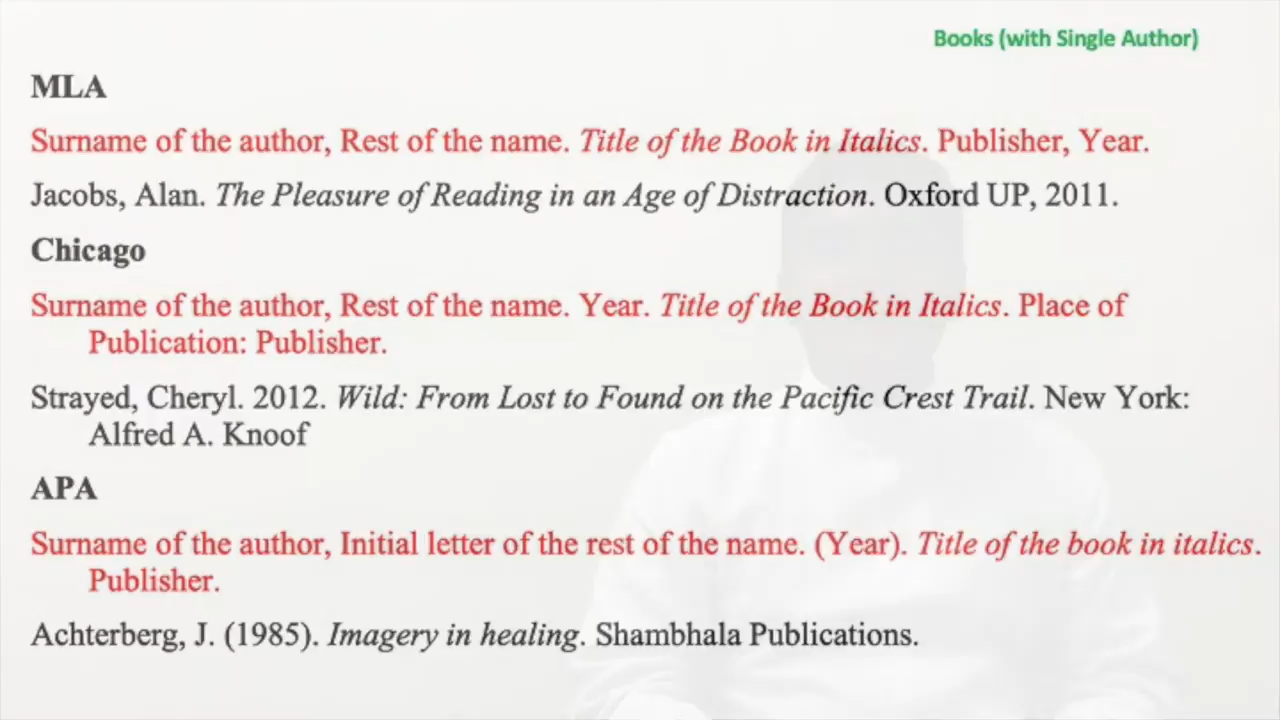 Books (with Single Author)
MLA
Surname of the author, Rest of the name. Title of the Book in Italics. Publisher, Year.
Jacobs, Alan. The Pleasure of Reading in an Age of Distraction. Oxford UP, 2011.
Chicago
Surname of the author, Rest of the name. Year. Title of the Book in Italics. Place of
Publication: Publisher.
Strayed, Cheryl. 2012. Wild: From Lost to Found on the Pacific Crest Trail. New York:
Alfred A. Knoof
APA
Surname of the author, Initial letter of the rest of the name. (Year). Title of the book in italics.
Publisher.
Achterberg, J. (1985). Imagery in healing. Shambhala Publications.